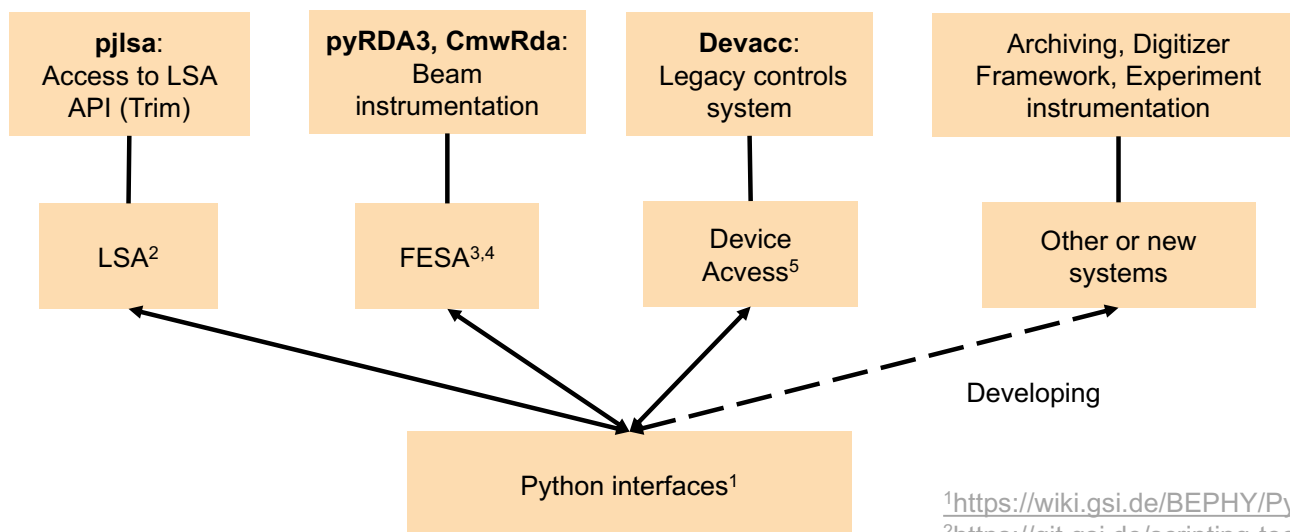 pjlsa:
Access to LSA
API (Trim)
pyRDA3, CmwRda:
Beam
instrumentation
Devacc:
Legacy controls
system
Archiving, Digitizer
Framework, Experiment
instrumentation
LSA2
FESA3,4
Device
Acvess5
Other or new
systems
Developing
Python interfaces1
1https://wiki.gsi.de/BEPHY/Py